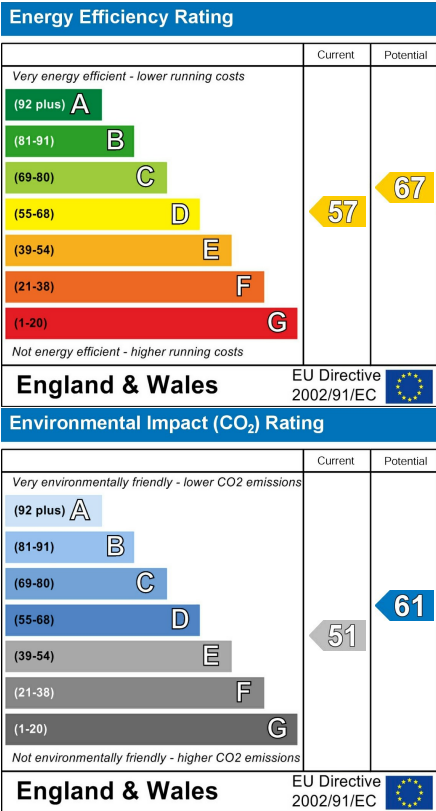 Energy Efficiency Rating
Current Potential
Very energy efficient - lower running costs
(92 plus) A
(81-91) B
(69-80) C
(55-68) D
(39-54) E
(21-38) F
(1-20) G
57
67
Not energy efficient - higher running costs
England & Wales
EU Directive
2002/91/EC
Environmental Impact (CO₂) Rating
Current Potential
Very environmentally friendly - lower CO2 emissions
(92 plus) A
(81-91) B
(69-80) C
(55-68) D
(39-54) E
(21-38) F
(1-20) G
51
61
Not environmentally friendly - higher CO2 emissions
England & Wales
EU Directive
2002/91/EC